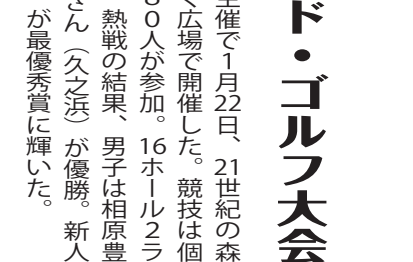 ド・ゴルフ大会
主催で1月22日、21世紀の森
く広場で開催した。競技は個
80人が参加。16ホール2ラ
熱戦の結果、男子は相原豊
さん（久之浜）が優勝。新人
が最優秀賞に輝いた。